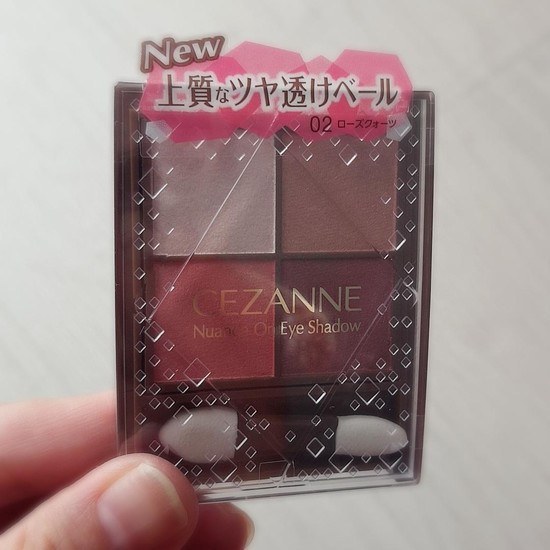 New
上質なツヤ透けベール
02 ローズクォーツ
CEZANNE
Nuance On Eye Shadow